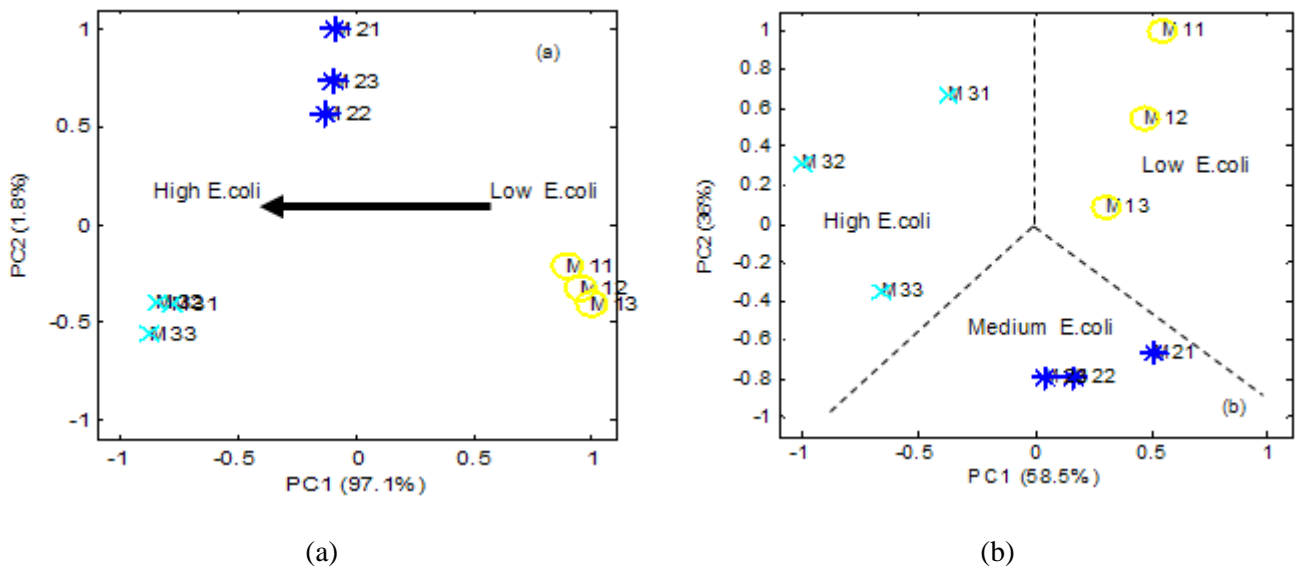 1
(a)
21
23
0.5
22
High E.coli
Low E.coli
0
M 11
M 12
M 13
M 33
-0.5
-1
-1
-0.5
0
0.5
1
PC2 (1.8%)
PC1 (97.1%)
(a)
1
M 11
0.8
0.6
M 31
M 12
0.4
M 32
Low E.coli
0.2
M 13
0
High E.coli
-0.2
M 33
-0.4
Medium E.coli
-0.6
21
-0.8
22
(b)
-1
-1
-0.5
0
0.5
1
PC2 (36%)
PC1 (58.5%)
(b)